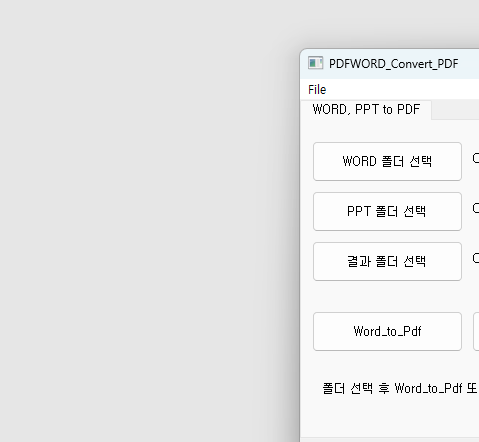 PDFWORD_Convert_PDF
File
WORD, PPT to PDF
WORD 폴더 선택
PPT 폴더 선택
결과 폴더 선택
Word_to_Pdf
폴더 선택 후 Word_to_Pdf 또